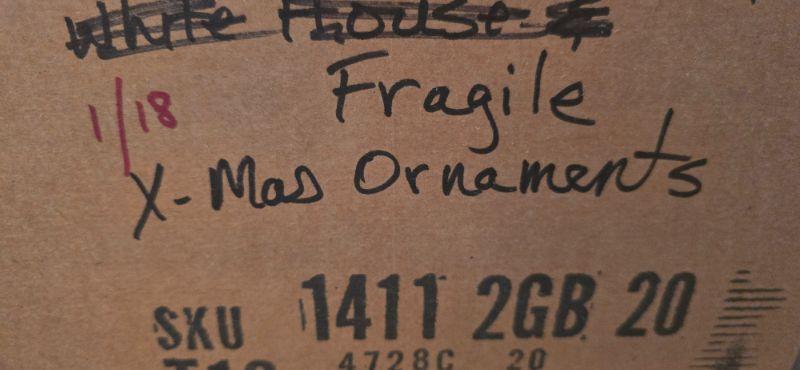 White House &
Fragile
1/18
X-Mas Ornaments
SKU 1411 2GB 20
4728C 20